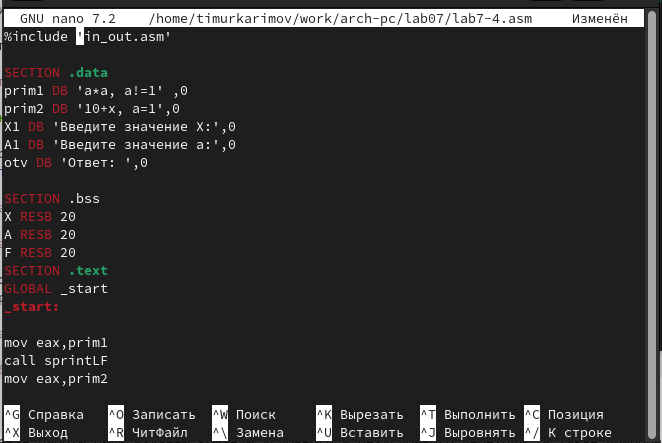 GNU nano 7.2 /home/timurkarimov/work/arch-pc/lab07/lab7-4.asm Изменён
%include 'in_out.asm'
SECTION .data
prim1 DB 'a*a, a!=1' ,0
prim2 DB '10+x, a=1',0
X1 DB 'Введите значение X:',0
A1 DB 'Введите значение a:',0
otv DB 'Ответ: ',0
SECTION .bss
X RESB 20
A RESB 20
F RESB 20
SECTION .text
GLOBAL _start
_start:
mov eax,prim1
call sprintLF
mov eax,prim2
^G Справка ^O Записать ^W Поиск ^K Вырезать ^T Выполнить ^C Позиция
^X Выход ^R ЧитФайл ^\ Замена ^U Вставить ^J Выровнять ^/ К строке